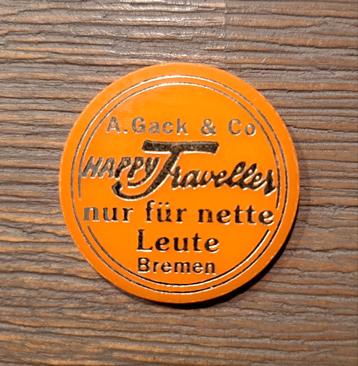 A. Gack & Co
HAPPY Traveller
nur für nette
Leute
Bremen